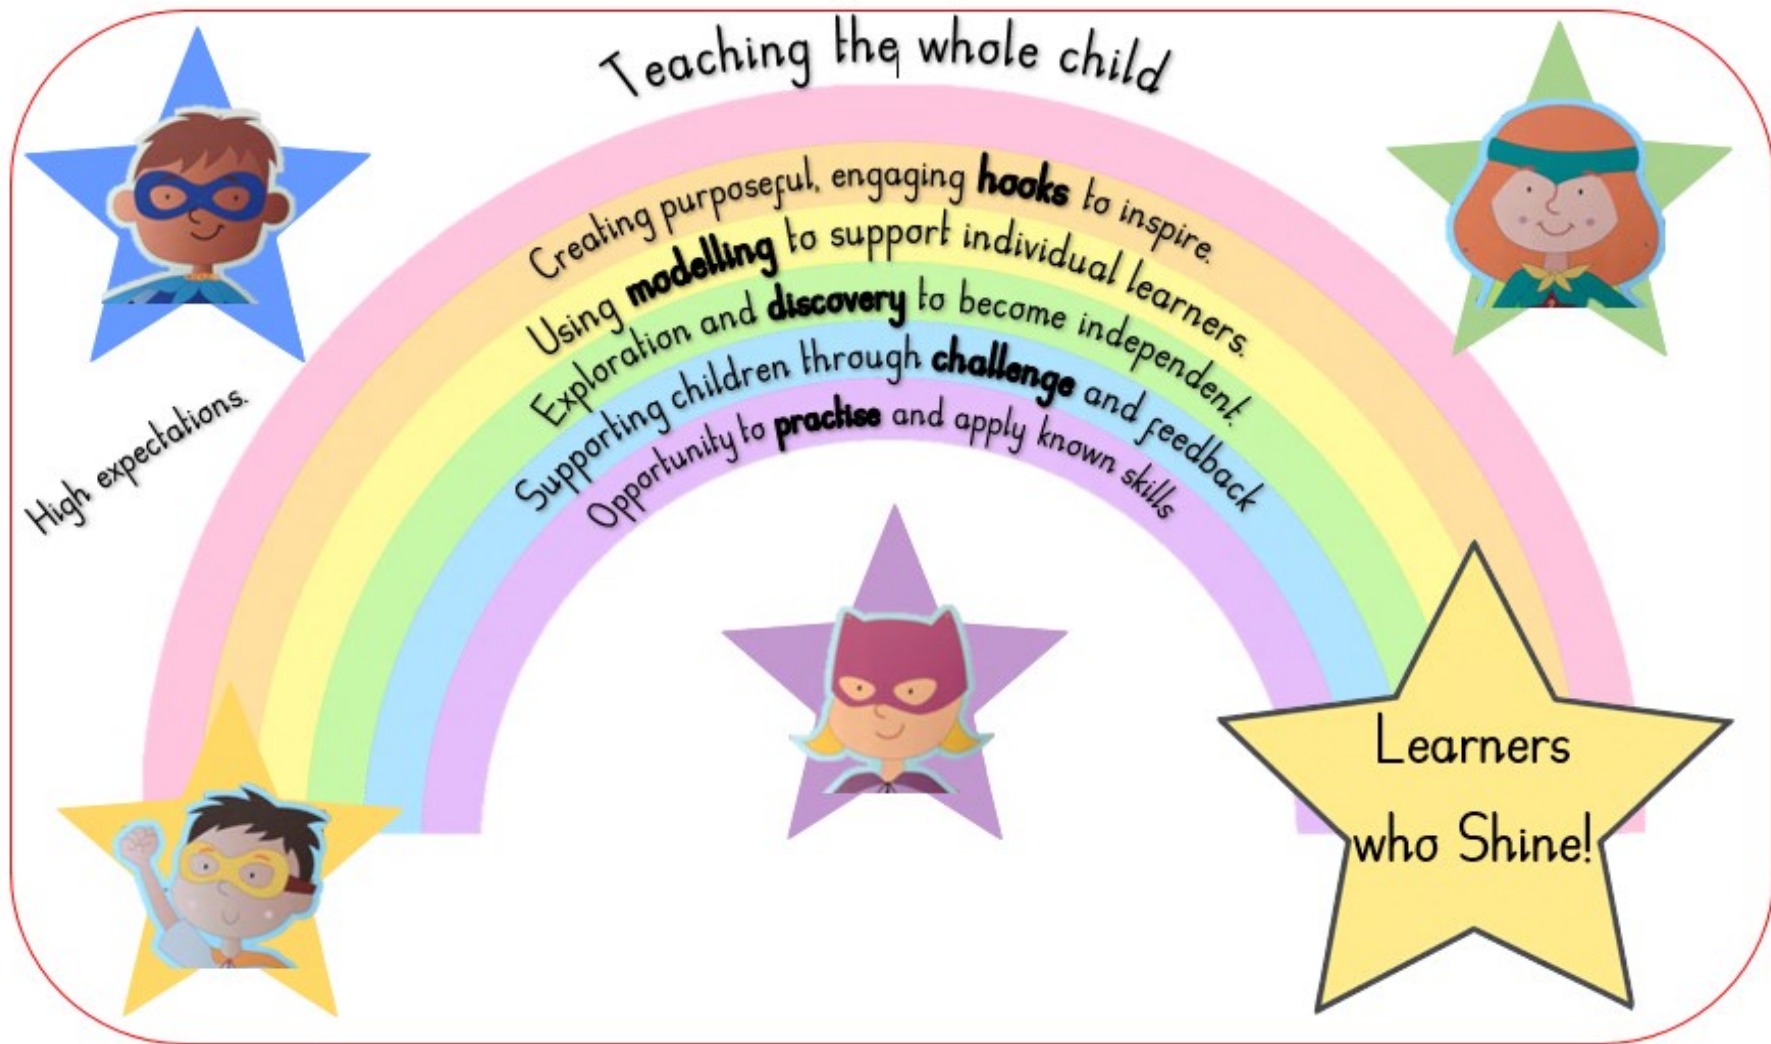 Teaching the whole child
Creating purposeful, engaging hooks to inspire.
Using modelling to support individual learners.
Exploration and discovery to become independent.
Supporting children through challenge and feedback
Opportunity to practise and apply known skills
High expectations.
Learners
who Shine!